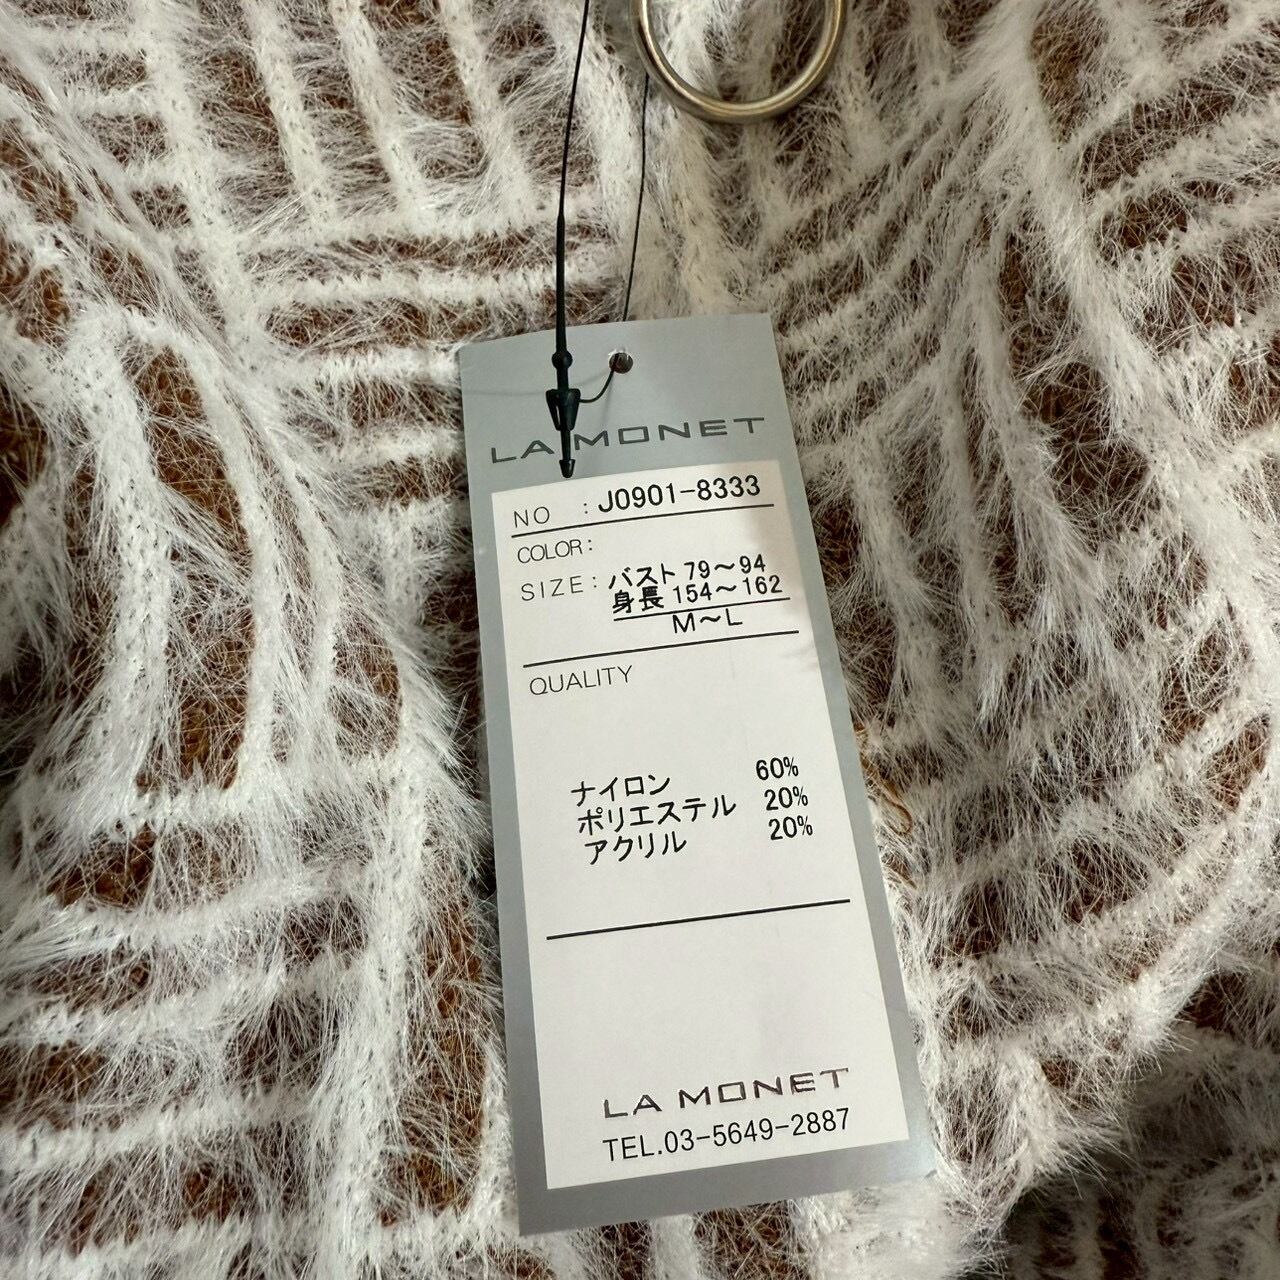 LA MONET
NO : J0901-8333
COLOR:
SIZE: バスト 79～94
身長 154～162
M～L
QUALITY
ナイロン 60%
ポリエステル 20%
アクリル 20%
LA MONET
TEL.03-5649-2887